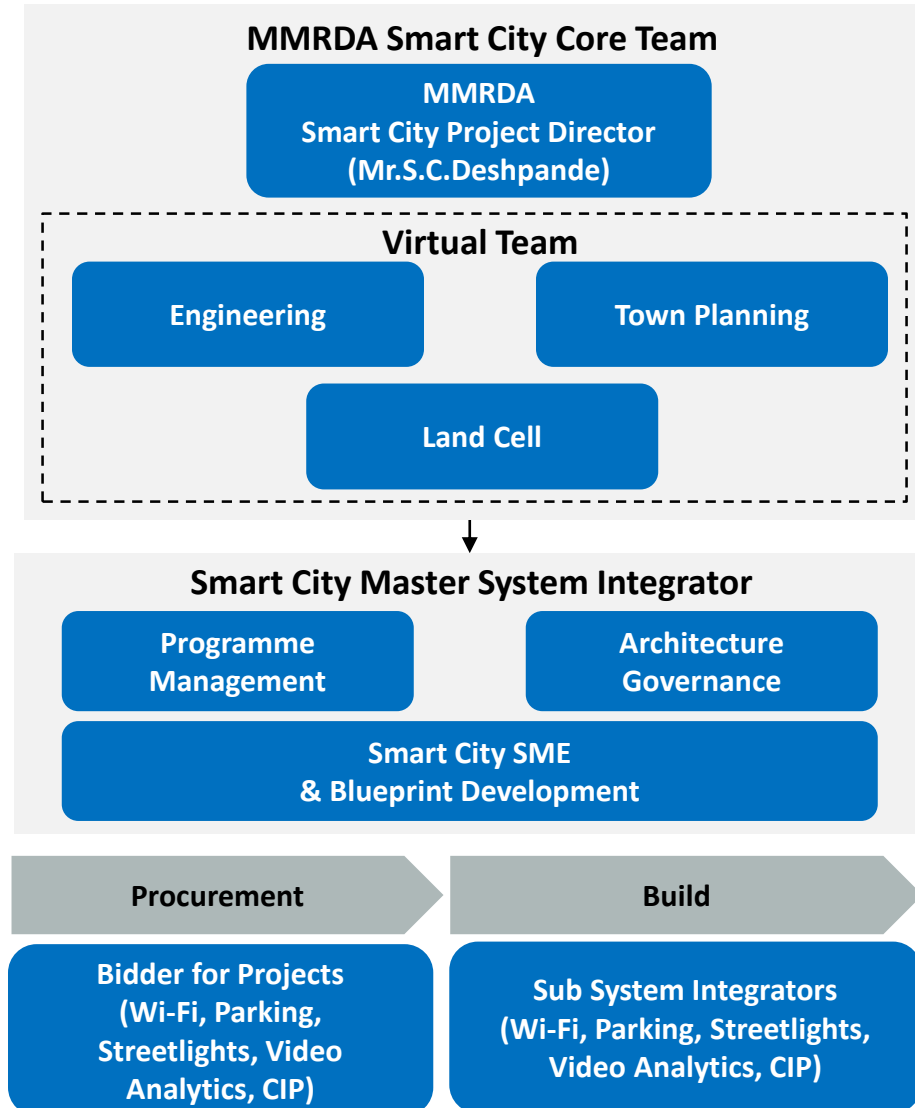 MMRDA Smart City Core Team
MMRDA
Smart City Project Director
(Mr.S.C.Deshpande)
Virtual Team
Engineering
Town Planning
Land Cell
Smart City Master System Integrator
Programme
Management
Architecture
Governance
Smart City SME
& Blueprint Development
Procurement
Build
Bidder for Projects
(Wi-Fi, Parking,
Streetlights, Video
Analytics, CIP)
Sub System Integrators
(Wi-Fi, Parking, Streetlights,
Video Analytics, CIP)